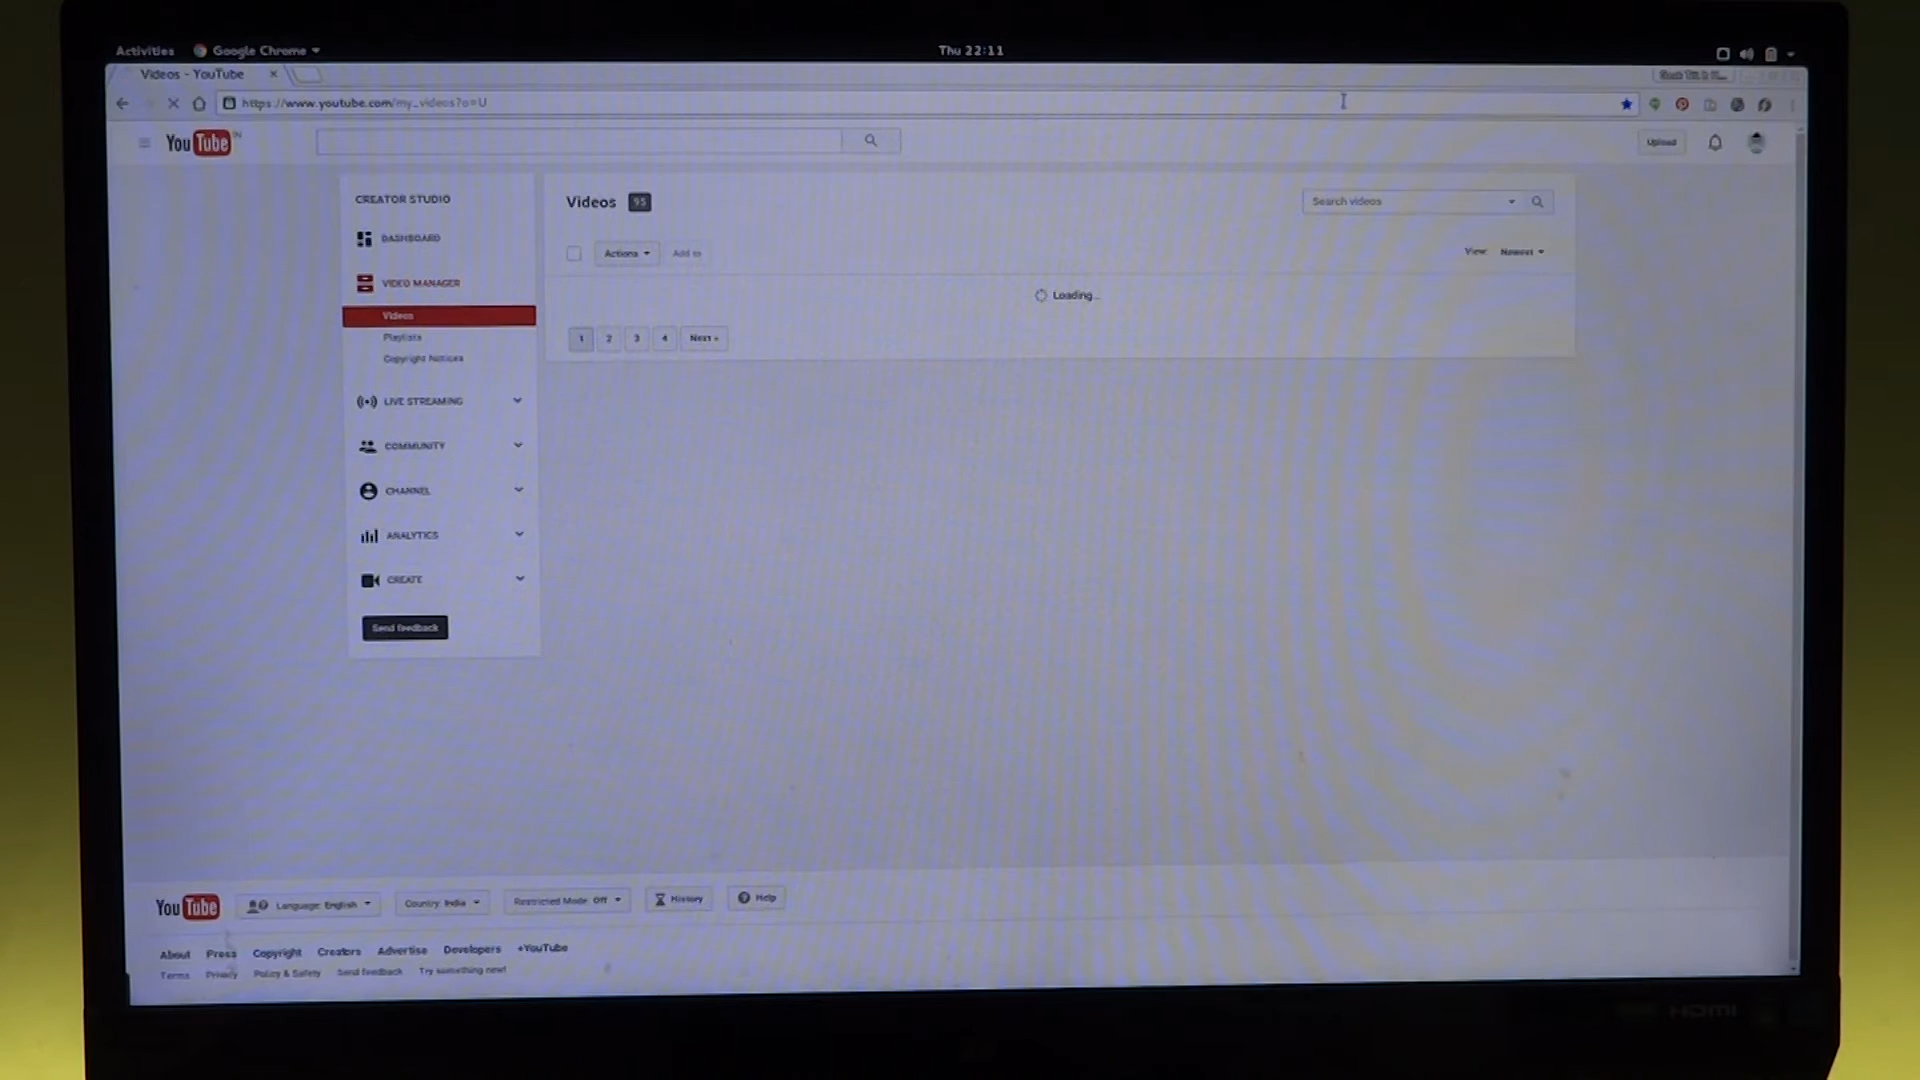 Activities Google Chrome Thu 22:11
Videos - YouTube
https://www.youtube.com/my_videos?o=U
YouTube IN Upload
CREATOR STUDIO
DASHBOARD
VIDEO MANAGER
Videos
Playlists
Copyright Notices
LIVE STREAMING
COMMUNITY
CHANNEL
ANALYTICS
CREATE
Send feedback
Videos 95 Search videos
Actions Add to View: Newest
Loading...
1 2 3 4 Next »
YouTube Language: English Country: India Restricted Mode: Off History Help
About Press Copyright Creators Advertise Developers +YouTube
Terms Privacy Policy & Safety Send feedback Try something new!
HDMI